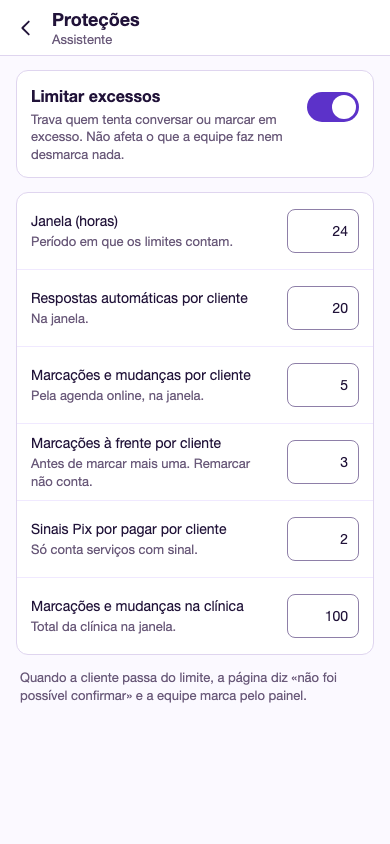 Proteções
Assistente
Limitar excessos
Trava quem tenta conversar ou marcar em
excesso. Não afeta o que a equipe faz nem
desmarca nada.
Janela (horas)
Período em que os limites contam.
24
Respostas automáticas por cliente
Na janela.
20
Marcações e mudanças por cliente
Pela agenda online, na janela.
5
Marcações à frente por cliente
Antes de marcar mais uma. Remarcar
não conta.
3
Sinais Pix por pagar por cliente
Só conta serviços com sinal.
2
Marcações e mudanças na clínica
Total da clínica na janela.
100
Quando a cliente passa do limite, a página diz «não foi
possível confirmar» e a equipe marca pelo painel.